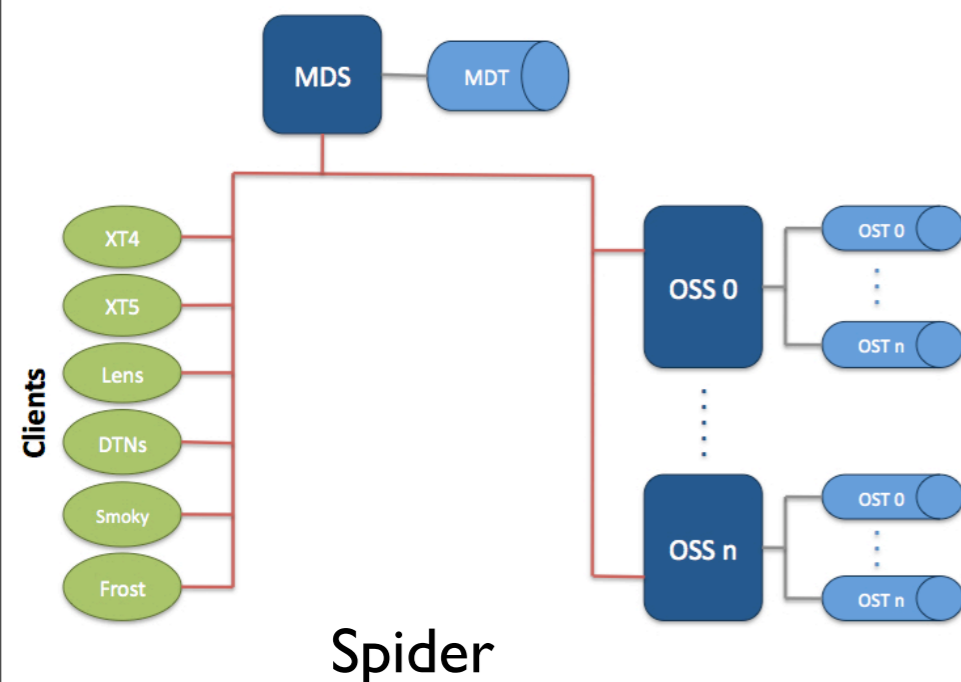 MDS
MDT
Clients
XT4
XT5
Lens
DTNs
Smoky
Frost
OSS 0
OST 0
OST n
OSS n
OST 0
OST n
Spider